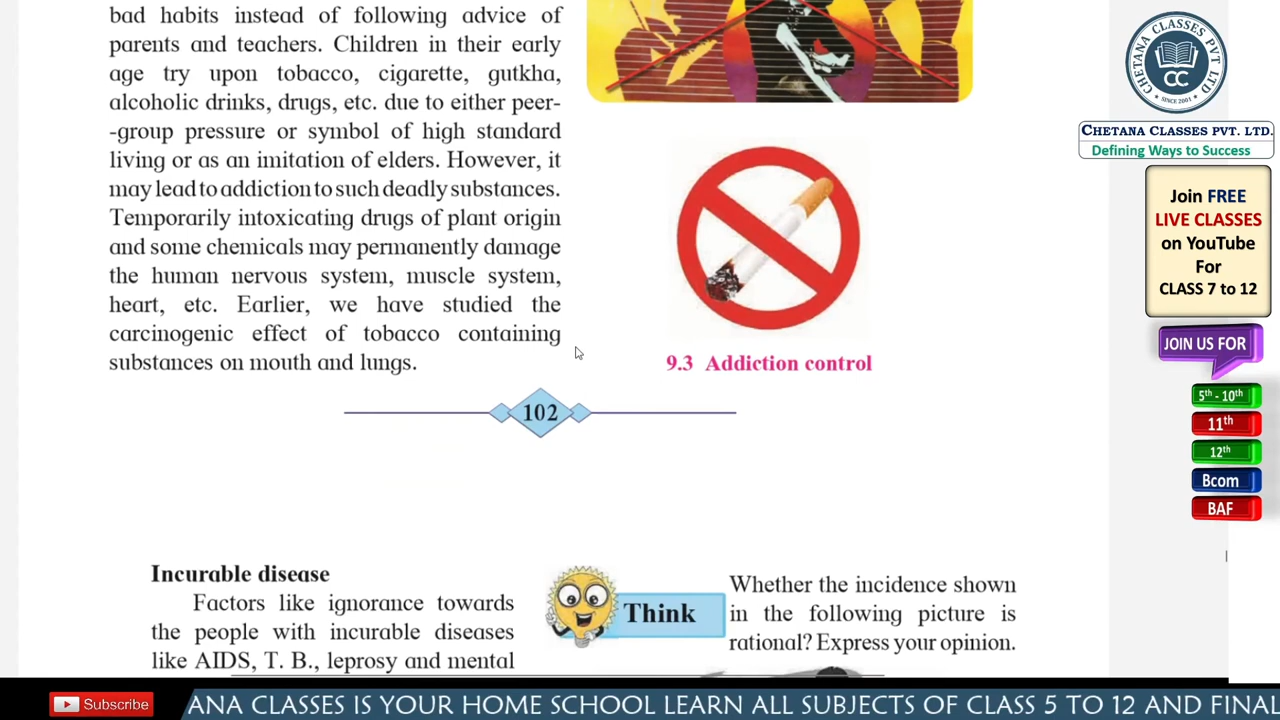 bad habits instead of following advice of
parents and teachers. Children in their early
age try upon tobacco, cigarette, gutkha,
alcoholic drinks, drugs, etc. due to either peer-
-group pressure or symbol of high standard
living or as an imitation of elders. However, it
may lead to addiction to such deadly substances.
Temporarily intoxicating drugs of plant origin
and some chemicals may permanently damage
the human nervous system, muscle system,
heart, etc. Earlier, we have studied the
carcinogenic effect of tobacco containing
substances on mouth and lungs.
9.3 Addiction control
102
Incurable disease
Factors like ignorance towards
the people with incurable diseases
like AIDS, T. B., leprosy and mental
Think
Whether the incidence shown
in the following picture is
rational? Express your opinion.
CHETANA CLASSES PVT LTD
CC
SINCE 2001
CHETANA CLASSES PVT. LTD.
Defining Ways to Success
Join FREE
LIVE CLASSES
on YouTube
For
CLASS 7 to 12
JOIN US FOR
5th - 10th
11th
12th
Bcom
BAF
Subscribe
ANA CLASSES IS YOUR HOME SCHOOL LEARN ALL SUBJECTS OF CLASS 5 TO 12 AND FINAL